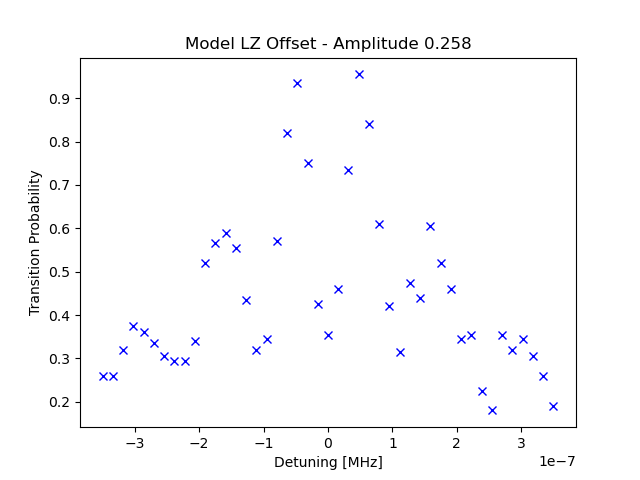 Model LZ Offset - Amplitude 0.258
Transition Probability
0.9
0.8
0.7
0.6
0.5
0.4
0.3
0.2
−3 −2 −1 0 1 2 3
1e−7
Detuning [MHz]